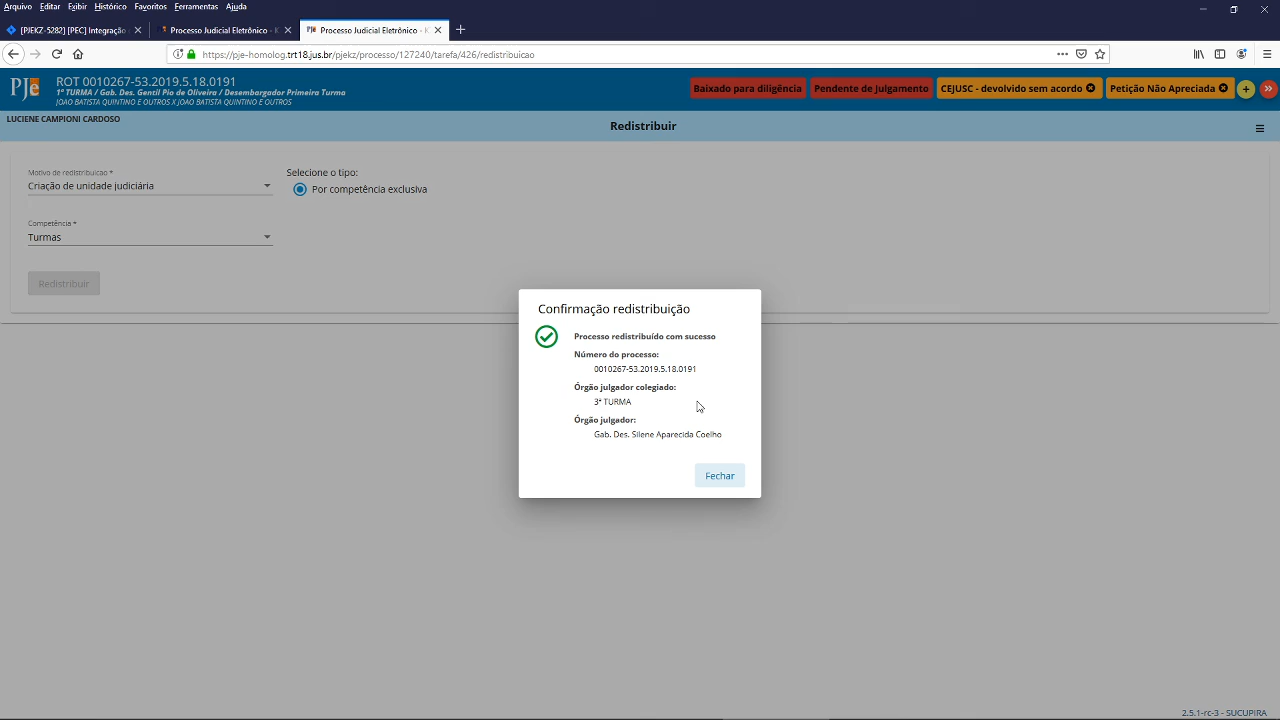 Arquivo Editar Exibir Histórico Favoritos Ferramentas Ajuda
[PJEKZ-5282] [PEC] Integração
Processo Judicial Eletrônico - K
Processo Judicial Eletrônico - K
https://pje-homolog.trt18.jus.br/pjekz/processo/127240/tarefa/426/redistribuicao
PJe
ROT 0010267-53.2019.5.18.0191
1ª TURMA / Gab. Des. Gentil Pio de Oliveira / Desembargador Primeira Turma
JOAO BATISTA QUINTINO E OUTROS X JOAO BATISTA QUINTINO E OUTROS
Baixado para diligência
Pendente de Julgamento
CEJUSC - devolvido sem acordo
Petição Não Apreciada
LUCIENE CAMPIONI CARDOSO
Redistribuir
Motivo de redistribuicao *
Criação de unidade judiciária
Selecione o tipo:
Por competência exclusiva
Competência *
Turmas
Redistribuir
Confirmação redistribuição
Processo redistribuído com sucesso
Número do processo:
0010267-53.2019.5.18.0191
Órgão julgador colegiado:
3ª TURMA
Órgão julgador:
Gab. Des. Silene Aparecida Coelho
Fechar
2.5.1-rc-3 - SUCUPIRA